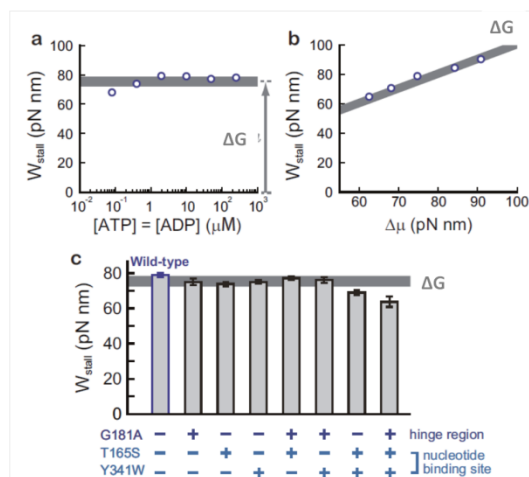 a
W_stall (pN nm)
100
80
60
40
20
0
ΔG
10^-2 10^-1 1 10^1 10^2 10^3
[ATP] = [ADP] (μM)
b
ΔG
W_stall (pN nm)
100
80
60
40
20
0
60 70 80 90 100
Δμ (pN nm)
c
Wild-type
ΔG
W_stall (pN nm)
80
60
40
20
0
G181A − + − − + + − + hinge region
T165S − − + − + − + + nucleotide
Y341W − − − + − + + + binding site